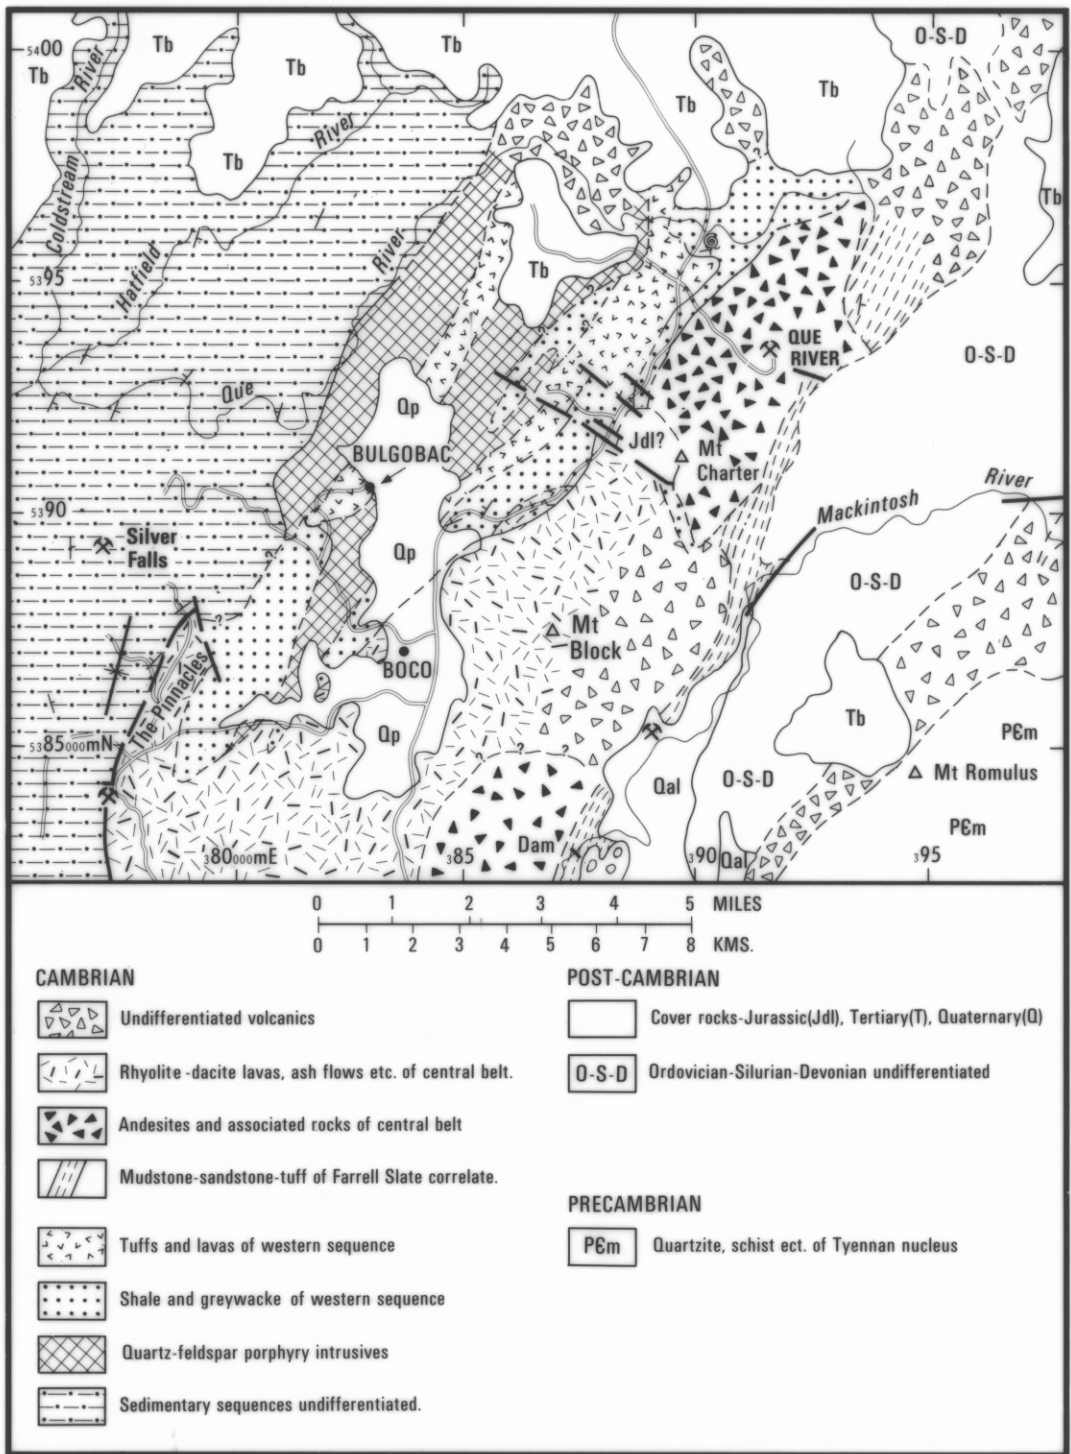 5400
Tb
Tb
Tb
Tb
Tb
Tb
Tb
O-S-D
River
River
Coldstream
Hatfield
River
Tb
Tb
5395
QUE
RIVER
O-S-D
Que
Qp
BULGOBAC
Jdl?
Mt
Charter
River
Mackintosh
5390
Silver
Falls
Qp
O-S-D
Mt
Block
BOCO
The Pinnacles
Qp
Tb
PЄm
5385000mN
Mt Romulus
Qal
O-S-D
PЄm
380000mE
385
Dam
390
Qal
395
0 1 2 3 4 5 MILES
0 1 2 3 4 5 6 7 8 KMS.
CAMBRIAN
Undifferentiated volcanics
Rhyolite-dacite lavas, ash flows etc. of central belt.
Andesites and associated rocks of central belt
Mudstone-sandstone-tuff of Farrell Slate correlate.
Tuffs and lavas of western sequence
Shale and greywacke of western sequence
Quartz-feldspar porphyry intrusives
Sedimentary sequences undifferentiated.
POST-CAMBRIAN
Cover rocks-Jurassic(Jdl), Tertiary(T), Quaternary(Q)
O-S-D Ordovician-Silurian-Devonian undifferentiated
PRECAMBRIAN
PЄm Quartzite, schist ect. of Tyennan nucleus